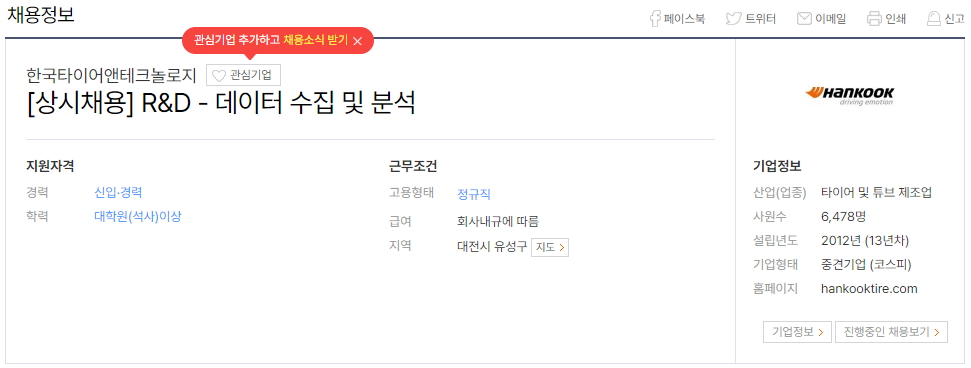 채용정보
페이스북 트위터 이메일 인쇄 신고
관심기업 추가하고 채용소식 받기 ×
한국타이어앤테크놀로지 관심기업
[상시채용] R&D - 데이터 수집 및 분석
지원자격
경력 신입·경력
학력 대학원(석사)이상
근무조건
고용형태 정규직
급여 회사내규에 따름
지역 대전시 유성구 지도 >
HANKOOK
driving emotion
기업정보
산업(업종) 타이어 및 튜브 제조업
사원수 6,478명
설립년도 2012년 (13년차)
기업형태 중견기업 (코스피)
홈페이지 hankooktire.com
기업정보 > 진행중인 채용보기 >